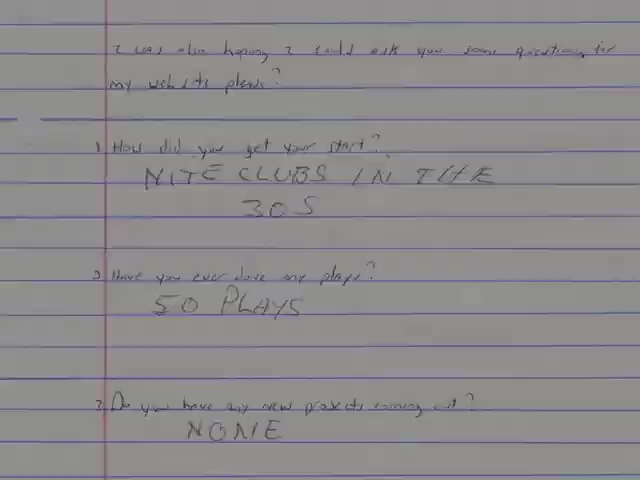 I was also hoping I could ask you some questions for
my website please?
1. How did you get your start?
NITE CLUBS IN THE
30S
2. Have you ever done any plays?
50 PLAYS
3. Do you have any new projects coming out?
NONE